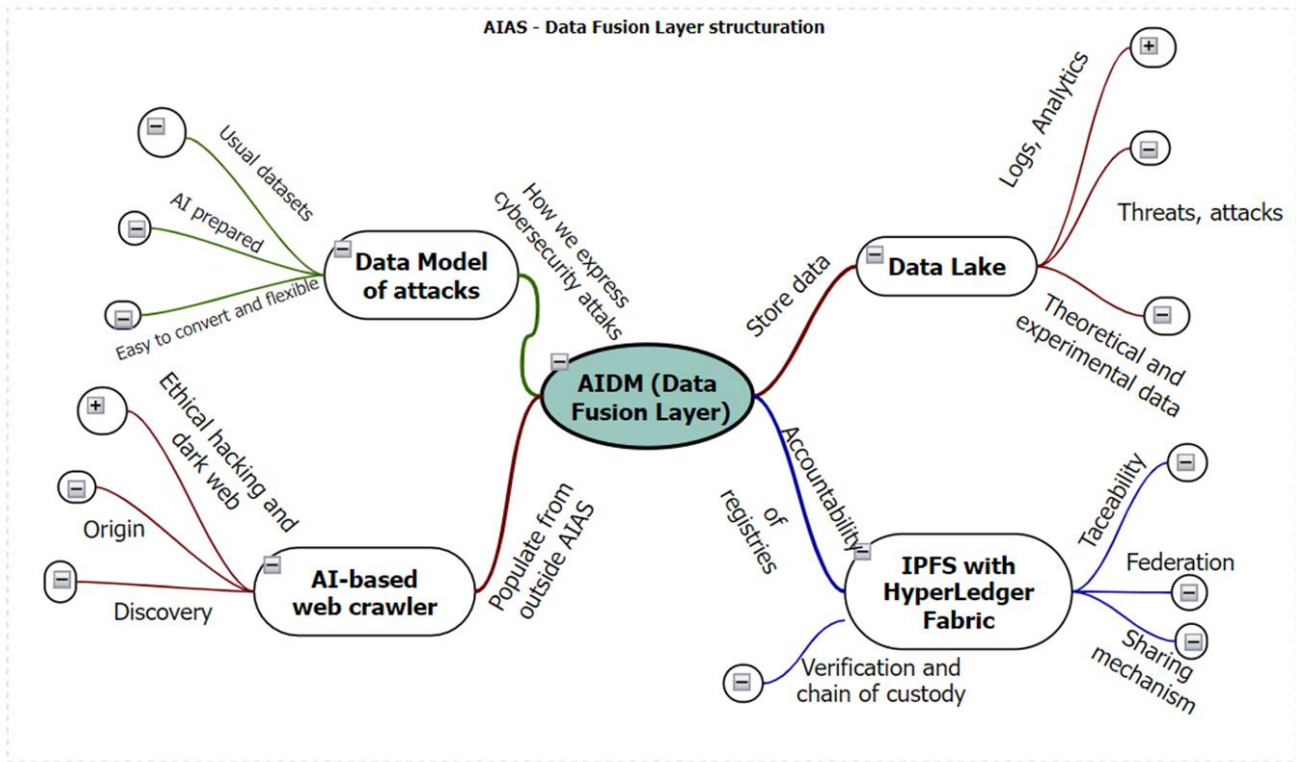 AIAS - Data Fusion Layer structuration
Usual datasets
AI prepared
Easy to convert and flexible
Data Model
of attacks
How we express
cybersecurity attaks
Logs, Analytics
Threats, attacks
Theoretical and
experimental data
Data Lake
Store data
AIDM (Data
Fusion Layer)
Ethical hacking and
dark web
Origin
Discovery
AI-based
web crawler
Populate from
outside AIAS
Accountability
of
registries
IPFS with
HyperLedger
Fabric
Taceability
Federation
Sharing
mechanism
Verification and
chain of custody